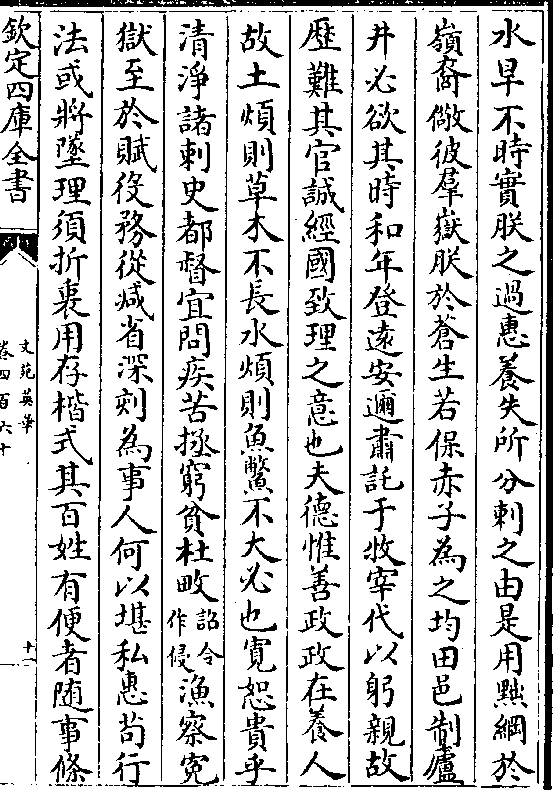 水旱不時實朕之過惠養失所分刺之由是用黜綱於
嶺裔儆彼羣嶽朕於蒼生若保赤子為之均田邑制廬
井必欲其時和年登遠安邇肅託于牧宰代以躬親故
歴難其官誠經國致理之意也夫德惟善政政在養人
故土煩則草木不長水煩則魚鱉不大必也寛恕貴乎
清淨諸刺史都督宜問疾苦拯窮貧杜畋詔令作侵漁察寃
獄至於賦役務從减省深刻為事人何以堪私惠苟行
法或將墜理須折衷用存楷式其百姓有便者随事條
欽定四庫全書
文苑英華
卷四百六十
十一